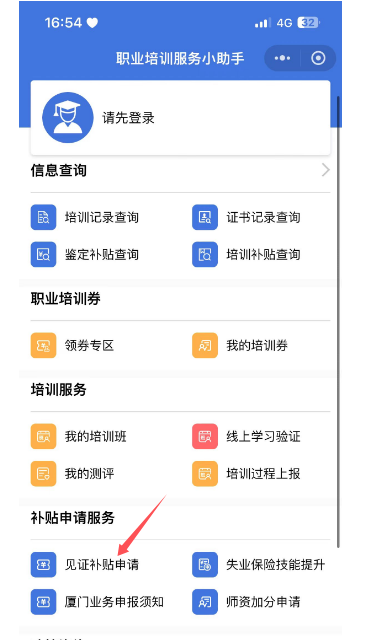 16:54
4G 32
职业培训服务小助手
请先登录
信息查询
培训记录查询 证书记录查询
鉴定补贴查询 培训补贴查询
职业培训券
领券专区 我的培训券
培训服务
我的培训班 线上学习验证
我的测评 培训过程上报
补贴申请服务
见证补贴申请 失业保险技能提升
厦门业务申报须知 师资加分申请